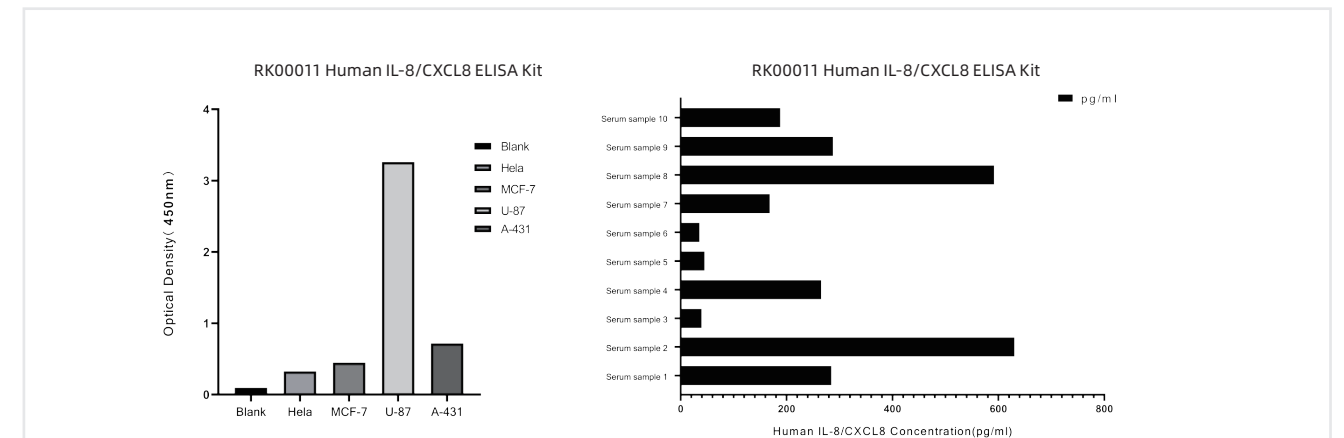 RK00011 Human IL-8/CXCL8 ELISA Kit
4
3
2
1
0
Optical Density( 450nm)
Blank
Hela
MCF-7
U-87
A-431
Blank
Hela
MCF-7
U-87
A-431
RK00011 Human IL-8/CXCL8 ELISA Kit
pg/ml
Serum sample 10
Serum sample 9
Serum sample 8
Serum sample 7
Serum sample 6
Serum sample 5
Serum sample 4
Serum sample 3
Serum sample 2
Serum sample 1
0 200 400 600 800
Human IL-8/CXCL8 Concentration(pg/ml)